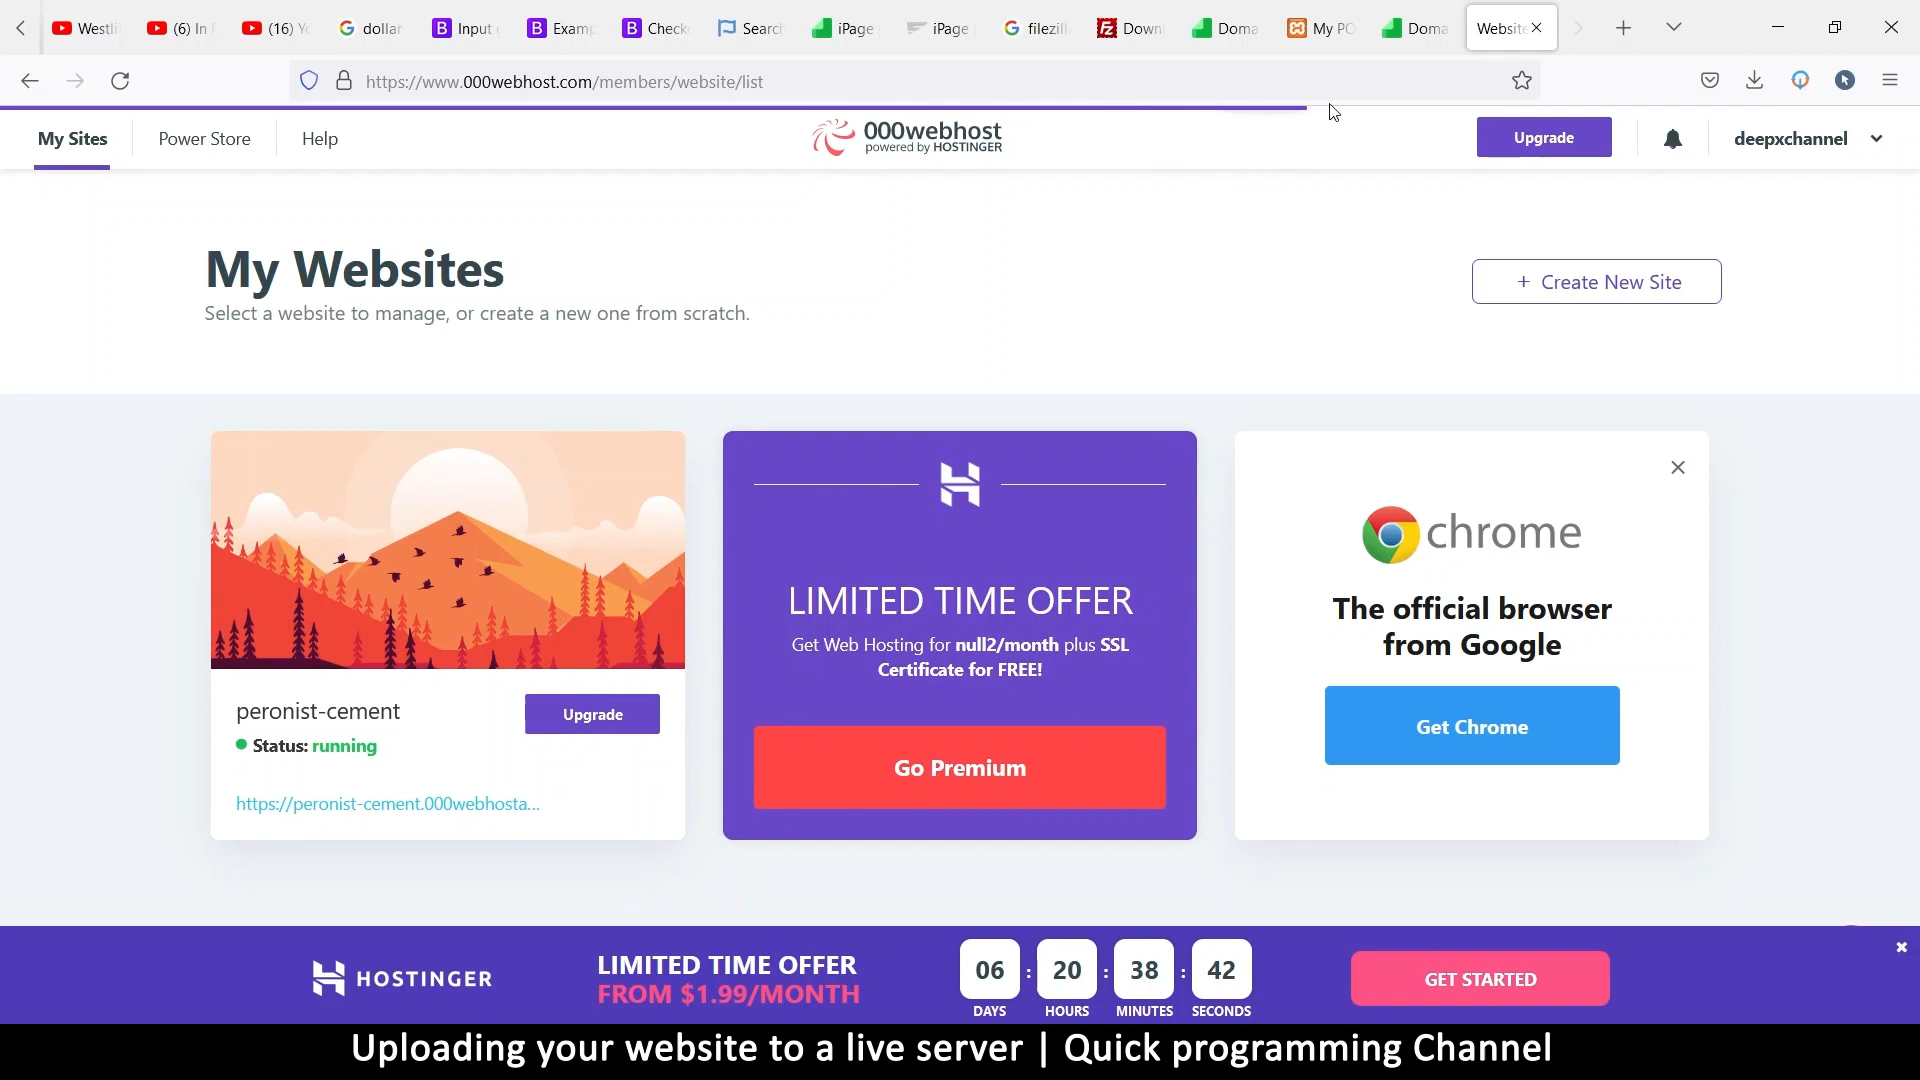 Westli
(6) In
(16) Yo
dollar
Input
Examp
Check
Search
iPage
iPage
filezill
Down
Doma
My PO
Doma
Website
https://www.000webhost.com/members/website/list
My Sites
Power Store
Help
000webhost
powered by HOSTINGER
Upgrade
deepxchannel
My Websites
Select a website to manage, or create a new one from scratch.
+ Create New Site
peronist-cement
Upgrade
Status: running
https://peronist-cement.000webhosta...
LIMITED TIME OFFER
Get Web Hosting for null2/month plus SSL
Certificate for FREE!
Go Premium
chrome
The official browser
from Google
Get Chrome
HOSTINGER
LIMITED TIME OFFER
FROM $1.99/MONTH
06 : 20 : 38 : 42
DAYS HOURS MINUTES SECONDS
GET STARTED
Uploading your website to a live server | Quick programming Channel